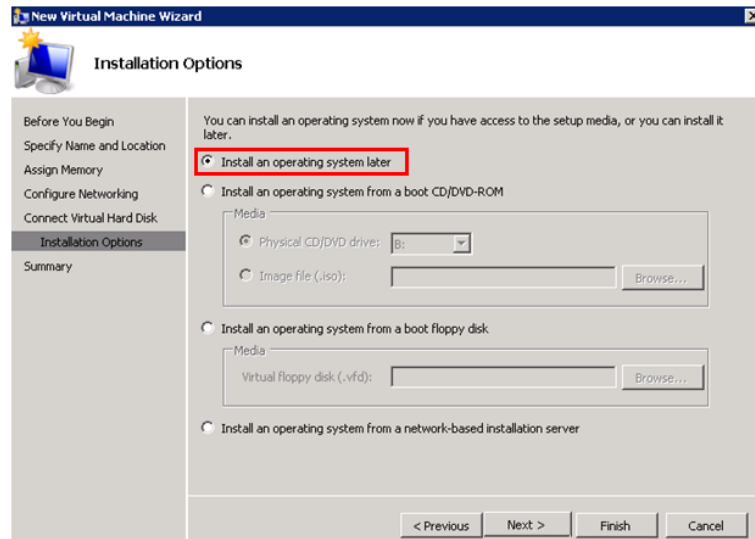 New Virtual Machine Wizard
Installation Options
Before You Begin
Specify Name and Location
Assign Memory
Configure Networking
Connect Virtual Hard Disk
Installation Options
Summary
You can install an operating system now if you have access to the setup media, or you can install it
later.
Install an operating system later
Install an operating system from a boot CD/DVD-ROM
Media
Physical CD/DVD drive:
B:
Image file (.iso):
Browse...
Install an operating system from a boot floppy disk
Media
Virtual floppy disk (.vfd):
Browse...
Install an operating system from a network-based installation server
< Previous
Next >
Finish
Cancel